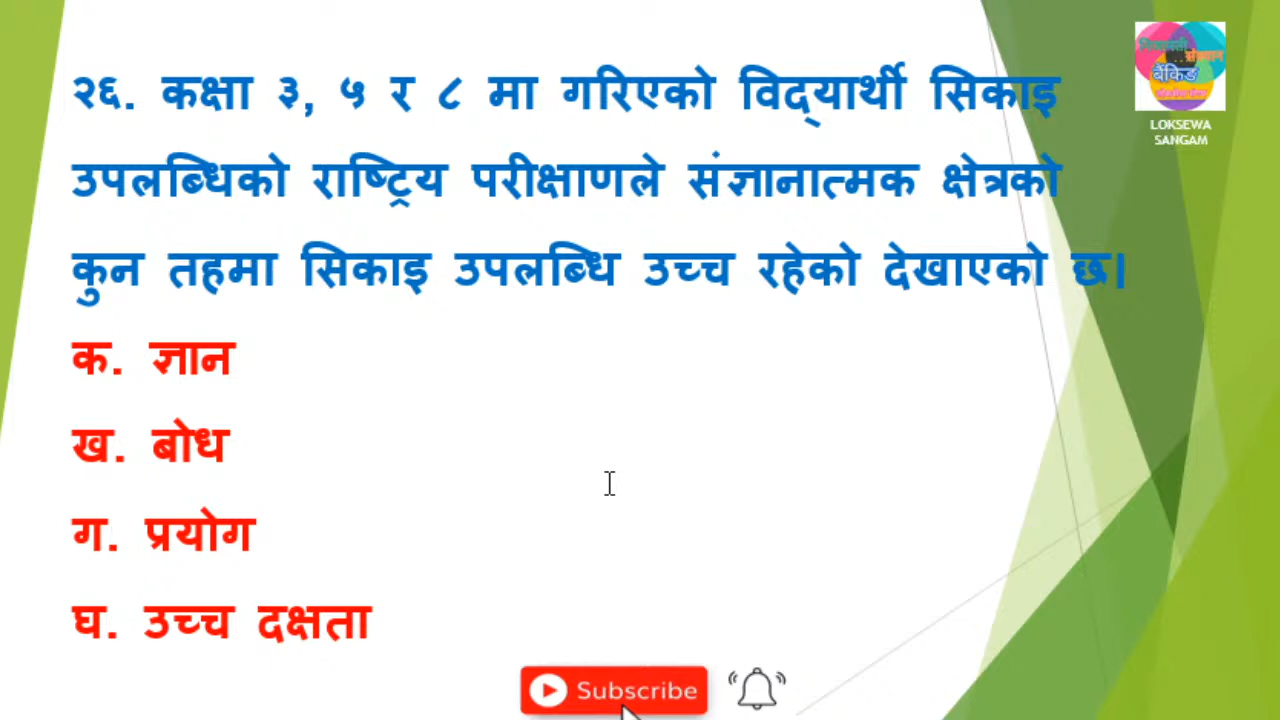 २६. कक्षा ३, ५ र ८ मा गरिएको विद्यार्थी सिकाइ
उपलब्धिको राष्ट्रिय परीक्षाणले संज्ञानात्मक क्षेत्रको
कुन तहमा सिकाइ उपलब्धि उच्च रहेको देखाएको छ।
क. ज्ञान
ख. बोध
ग. प्रयोग
घ. उच्च दक्षता
बैंकिङ
LOKSEWA
SANGAM
Subscribe